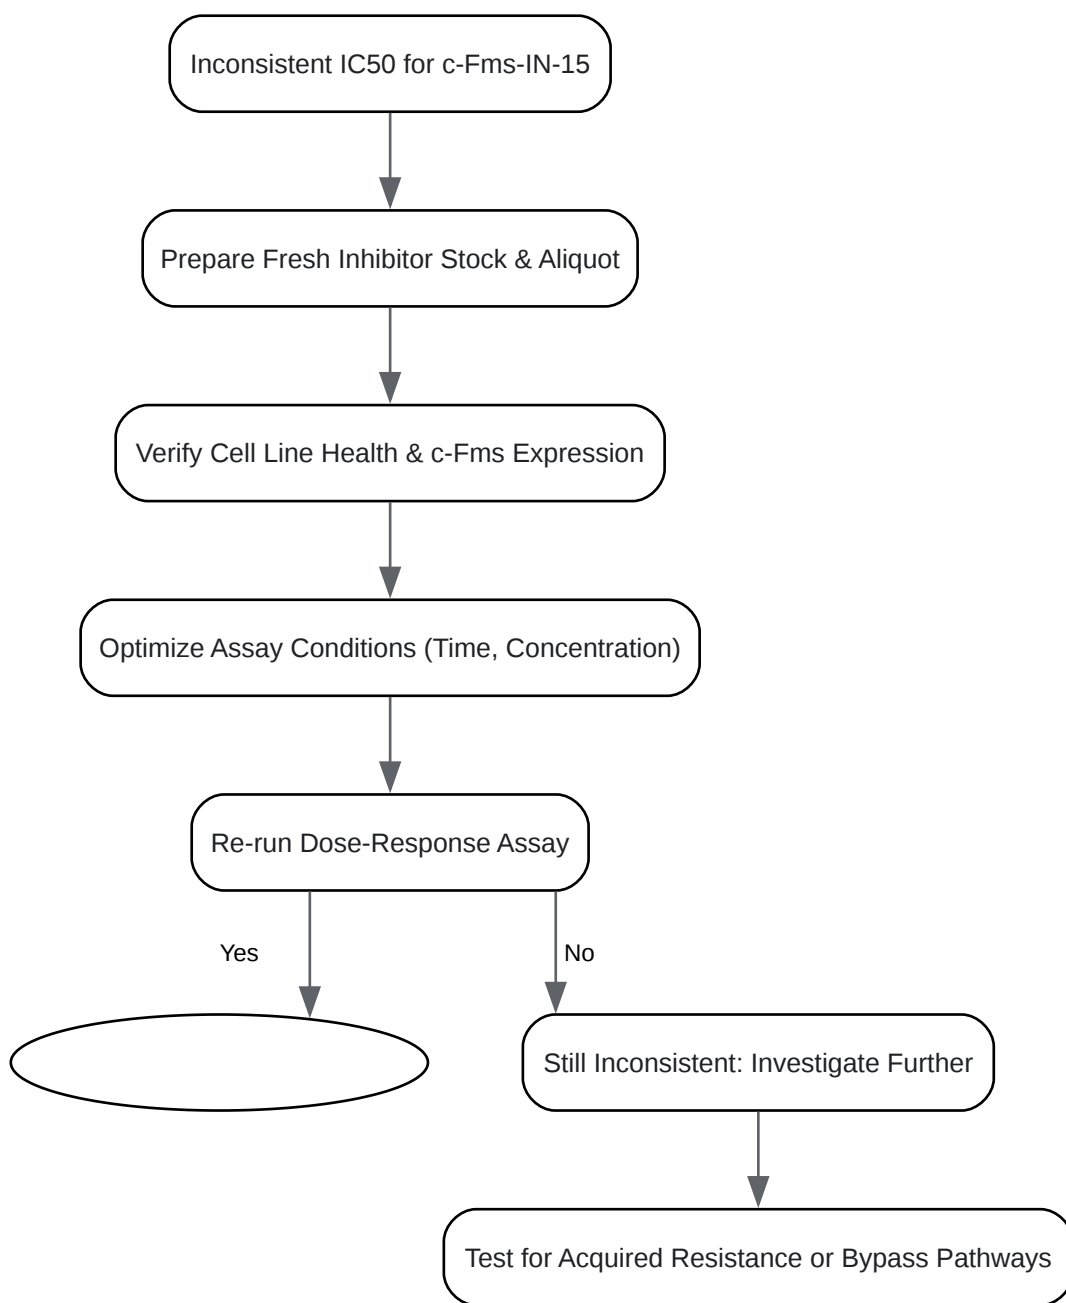 Inconsistent IC50 for c-Fms-IN-15
Prepare Fresh Inhibitor Stock & Aliquot
Verify Cell Line Health & c-Fms Expression
Optimize Assay Conditions (Time, Concentration)
Re-run Dose-Response Assay
Yes
No
Still Inconsistent: Investigate Further
Test for Acquired Resistance or Bypass Pathways